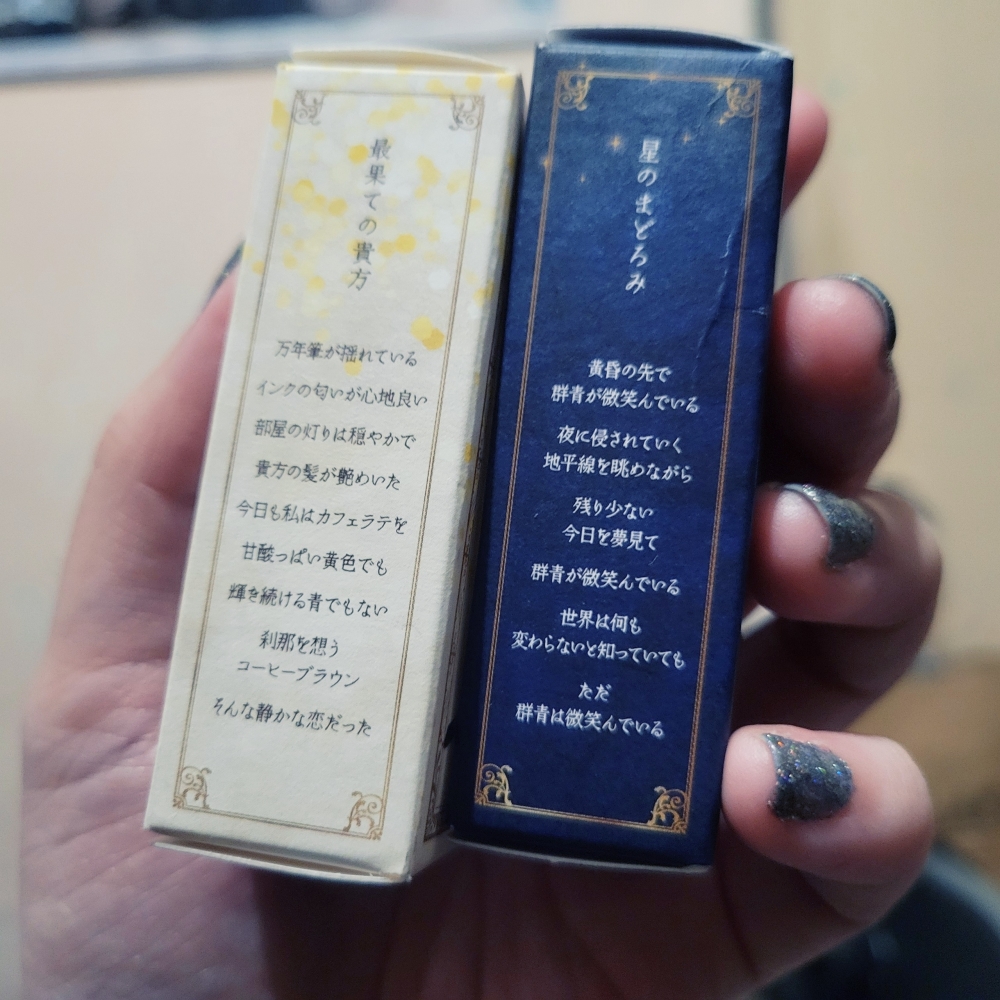 最果ての貴方
万年筆が揺れている
インクの匂いが心地良い
部屋の灯りは穏やかで
貴方の髪が艶めいた
今日も私はカフェラテを
甘酸っぱい黄色でも
輝き続ける青でもない
刹那を想う
コーヒーブラウン
そんな静かな恋だった
星のまどろみ
黄昏の先で
群青が微笑んでいる
夜に侵されていく
地平線を眺めながら
残り少ない
今日を夢見て
群青が微笑んでいる
世界は何も
変わらないと知っていても
ただ
群青は微笑んでいる